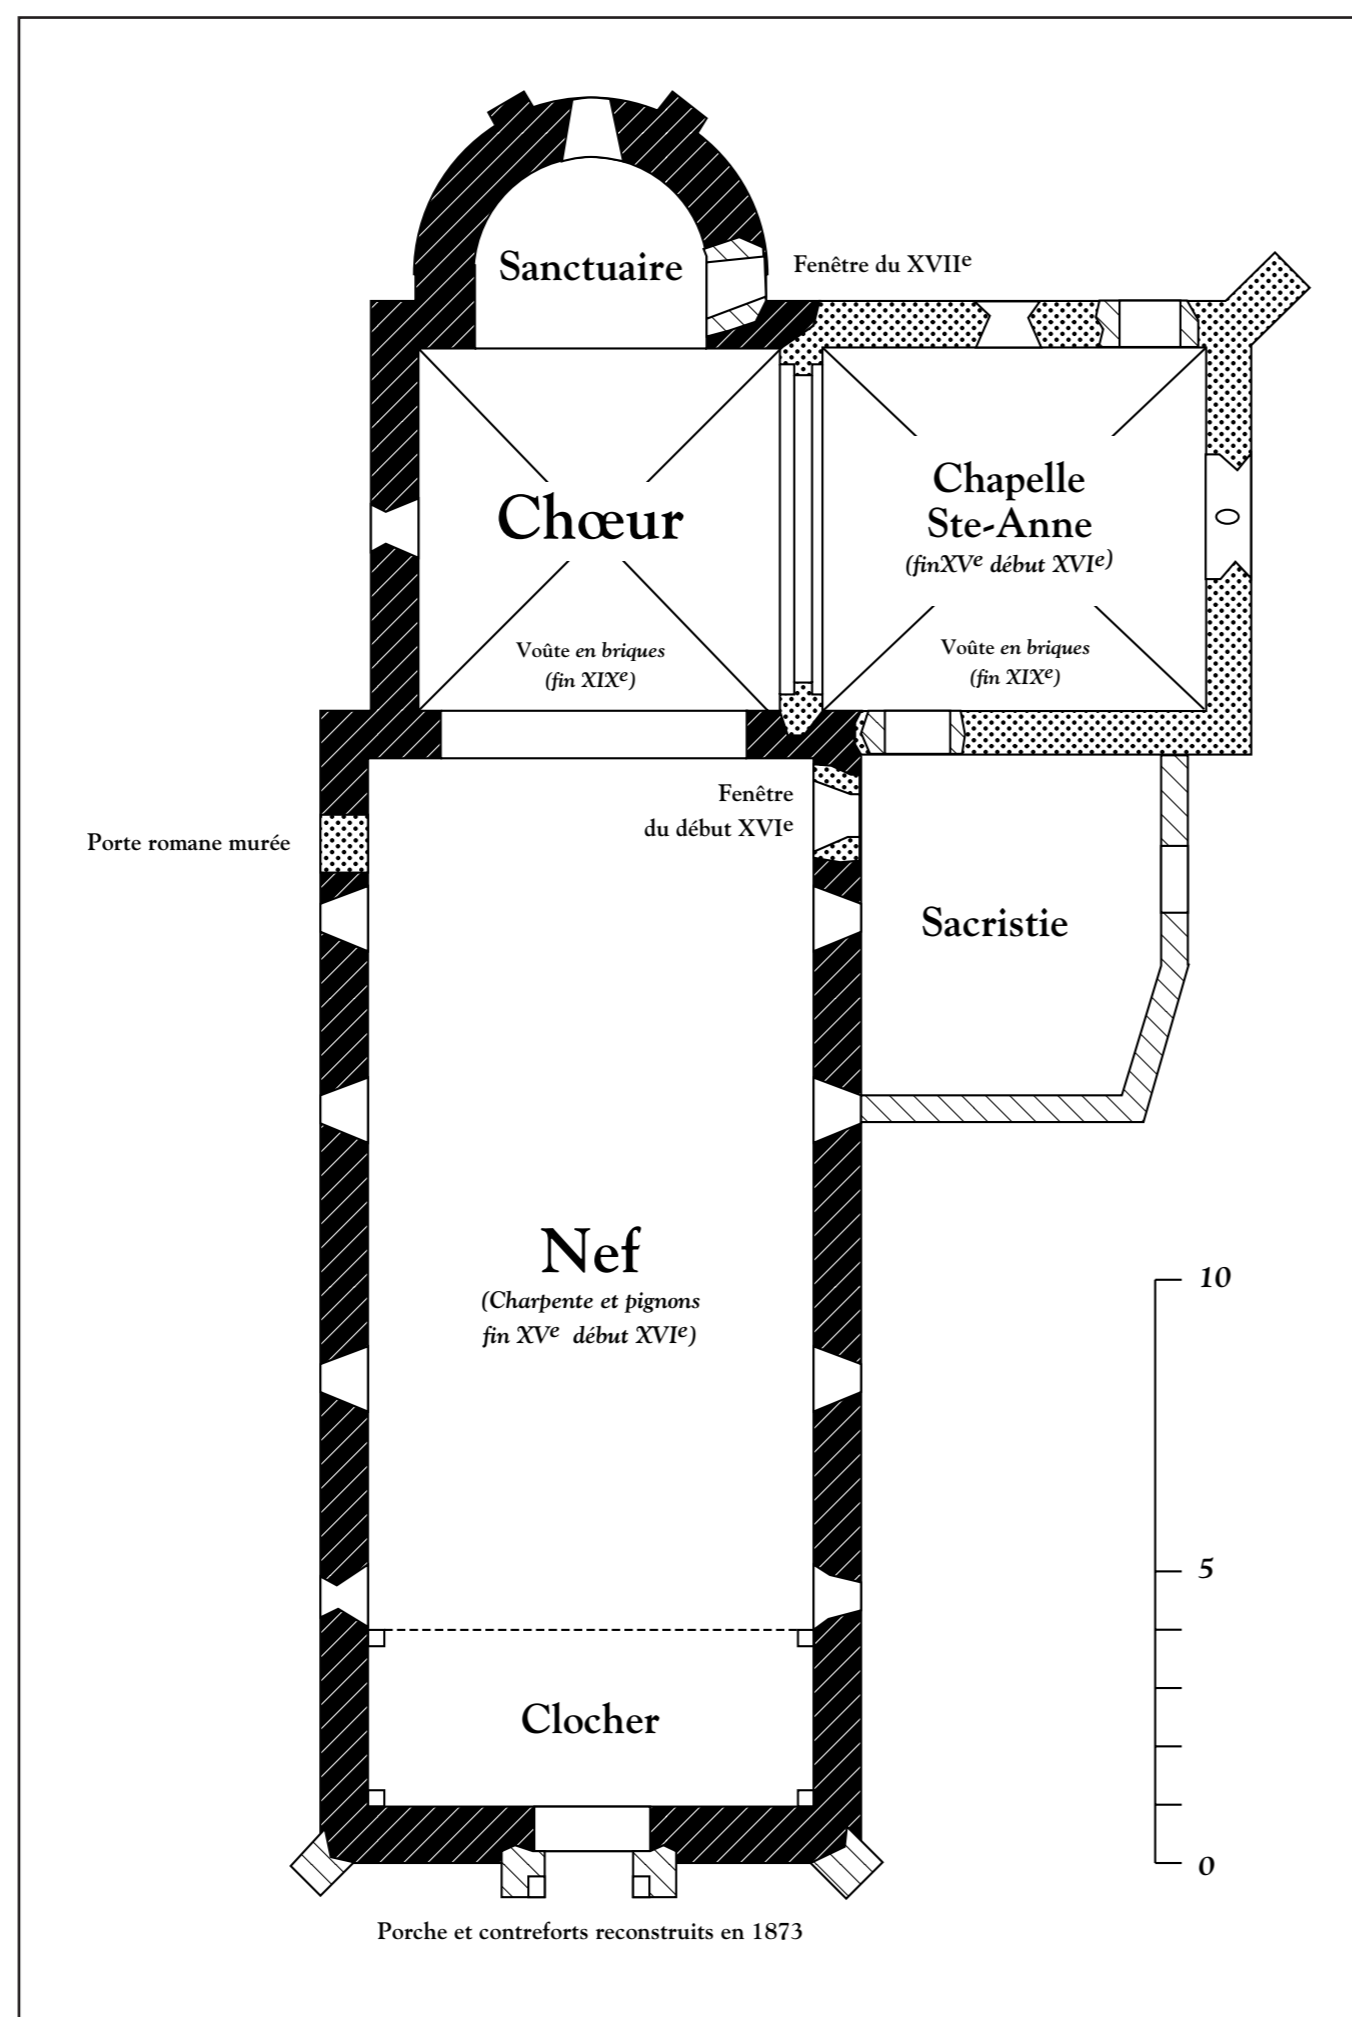 Sanctuaire
Fenêtre du XVIIe
Chœur
Chapelle
Ste-Anne
(finXVe début XVIe)
Voûte en briques
(fin XIXe)
Voûte en briques
(fin XIXe)
Fenêtre
du début XVIe
Porte romane murée
Sacristie
Nef
(Charpente et pignons
fin XVe début XVIe)
10
5
0
Clocher
Porche et contreforts reconstruits en 1873